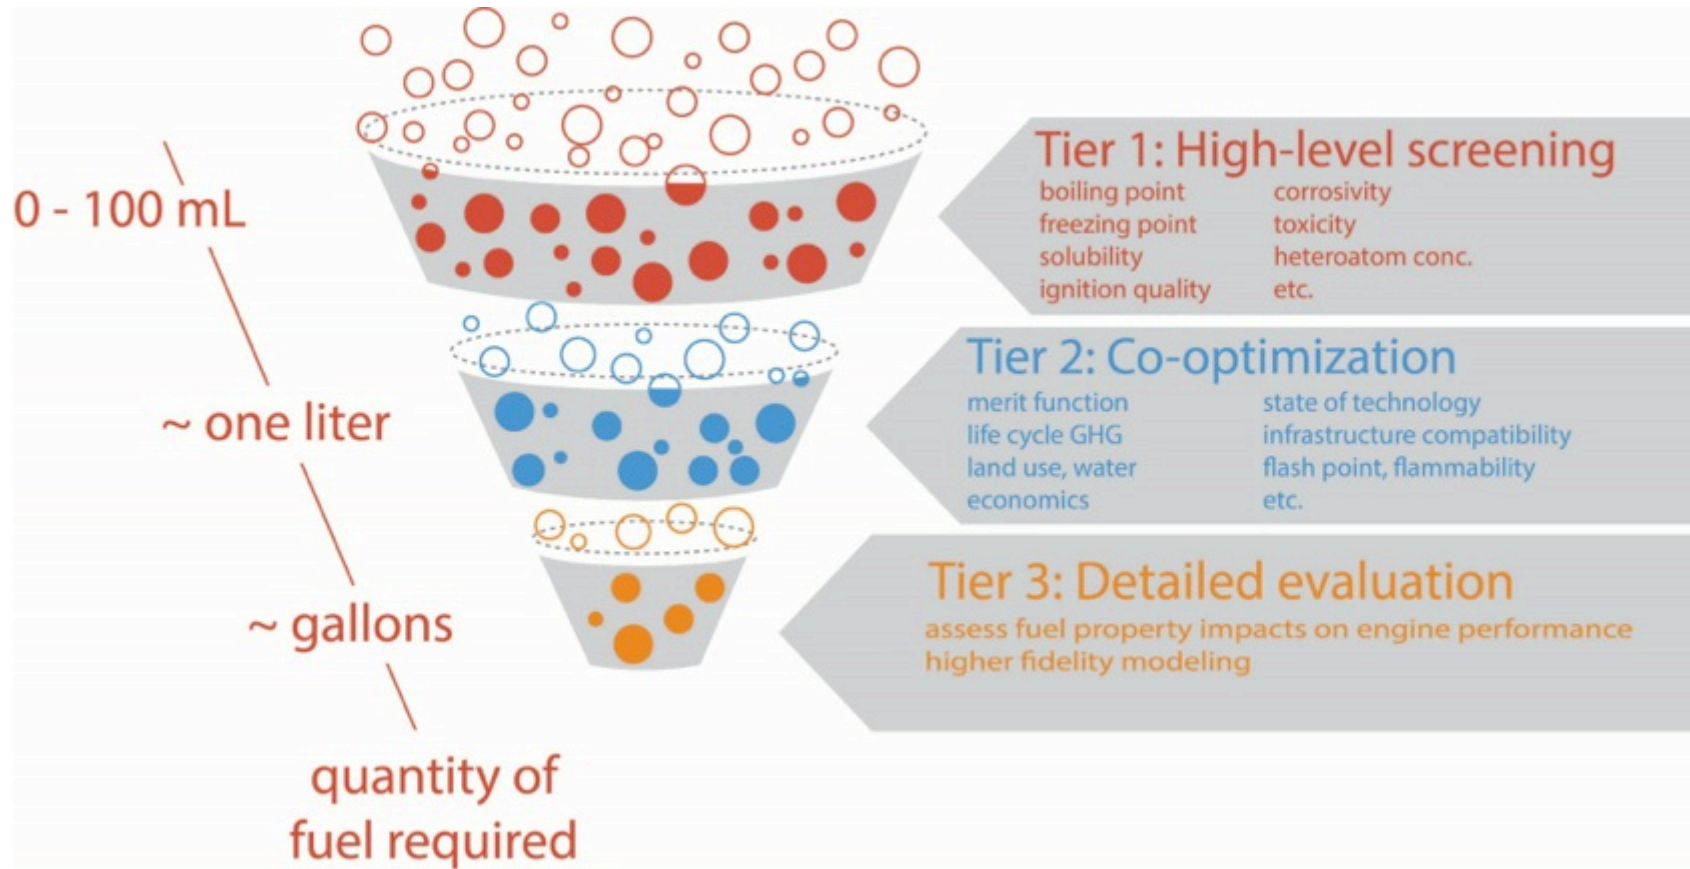 0 - 100 mL
~ one liter
~ gallons
quantity of
fuel required
Tier 1: High-level screening
boiling point corrosivity
freezing point toxicity
solubility heteroatom conc.
ignition quality etc.
Tier 2: Co-optimization
merit function state of technology
life cycle GHG infrastructure compatibility
land use, water flash point, flammability
economics etc.
Tier 3: Detailed evaluation
assess fuel property impacts on engine performance
higher fidelity modeling